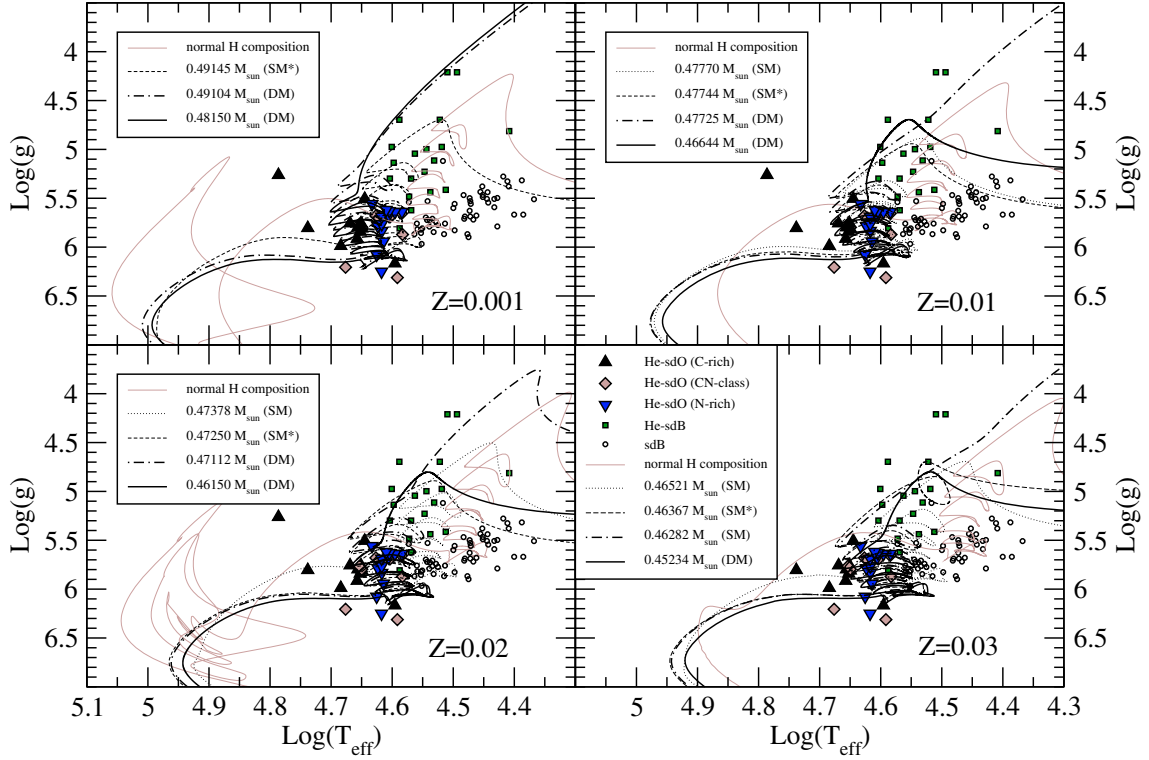 normal H composition
0.49145 M_sun (SM*)
0.49104 M_sun (DM)
0.48150 M_sun (DM)
Z=0.001
4
4.5
5
5.5
6
6.5
Log(g)
normal H composition
0.47770 M_sun (SM)
0.47744 M_sun (SM*)
0.47725 M_sun (DM)
0.46644 M_sun (DM)
Z=0.01
4
4.5
5
5.5
6
6.5
Log(g)
normal H composition
0.47378 M_sun (SM)
0.47250 M_sun (SM*)
0.47112 M_sun (DM)
0.46150 M_sun (DM)
Z=0.02
4
4.5
5
5.5
6
6.5
Log(g)
He-sdO (C-rich)
He-sdO (CN-class)
He-sdO (N-rich)
He-sdB
sdB
normal H composition
0.46521 M_sun (SM)
0.46367 M_sun (SM*)
0.46282 M_sun (SM)
0.45234 M_sun (DM)
Z=0.03
4
4.5
5
5.5
6
6.5
Log(g)
5.1 5 4.9 4.8 4.7 4.6 4.5 4.4
Log(T_eff)
5 4.9 4.8 4.7 4.6 4.5 4.4 4.3
Log(T_eff)